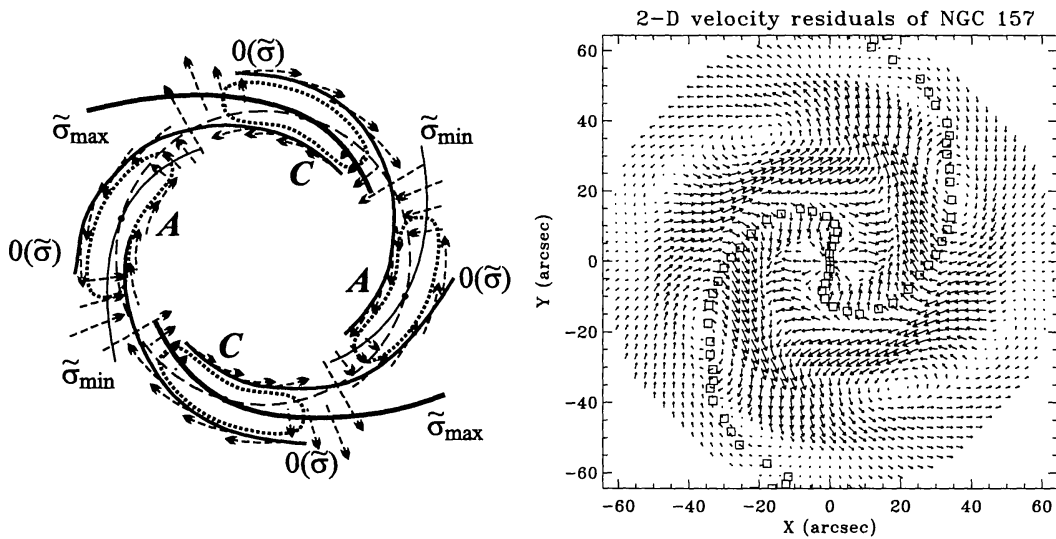 0(σ̃)
σ̃max
σ̃min
C
A
0(σ̃)
A
0(σ̃)
C
σ̃min
σ̃max
0(σ̃)
2-D velocity residuals of NGC 157
60
40
20
0
−20
−40
−60
Y (arcsec)
−60 −40 −20 0 20 40 60
X (arcsec)